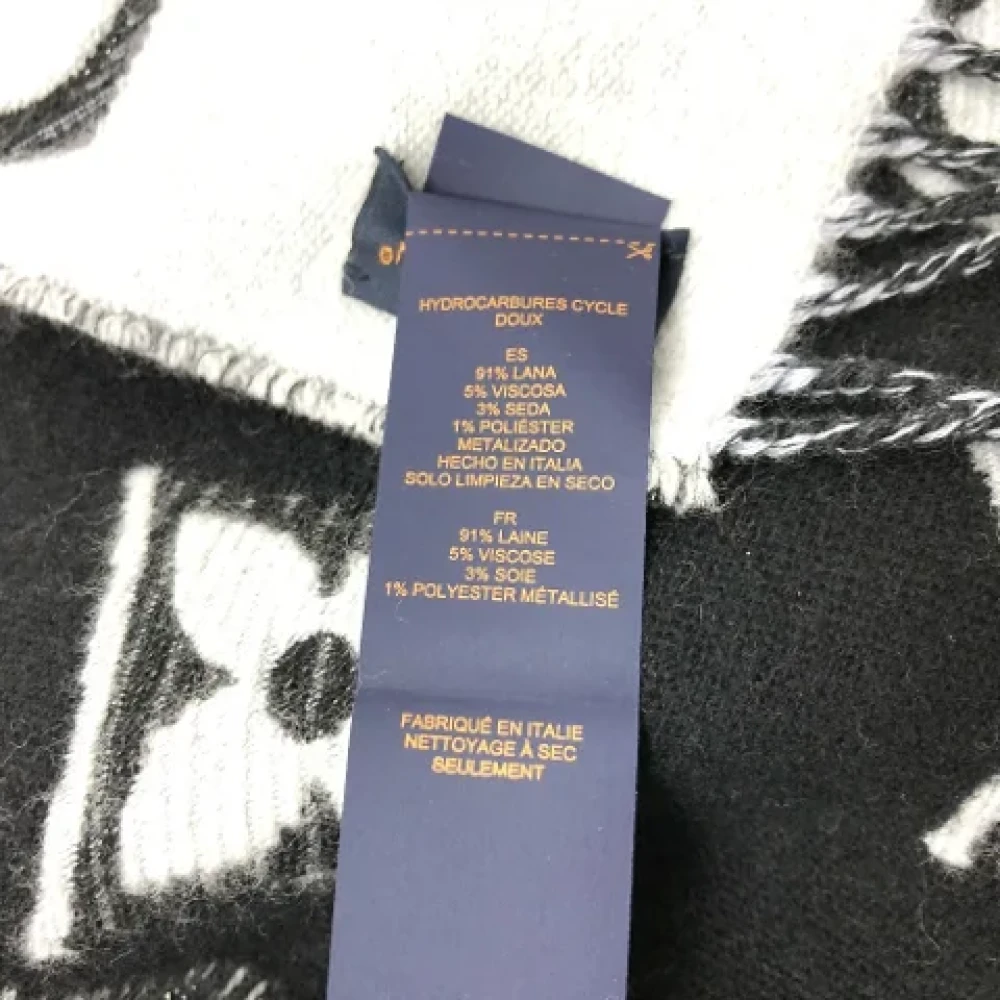 HYDROCARBURES CYCLE
DOUX
ES
91% LANA
5% VISCOSA
3% SEDA
1% POLIÉSTER
METALIZADO
HECHO EN ITALIA
SOLO LIMPIEZA EN SECO
FR
91% LAINE
5% VISCOSE
3% SOIE
1% POLYESTER MÉTALLISÉ
FABRIQUÉ EN ITALIE
NETTOYAGE À SEC
SEULEMENT